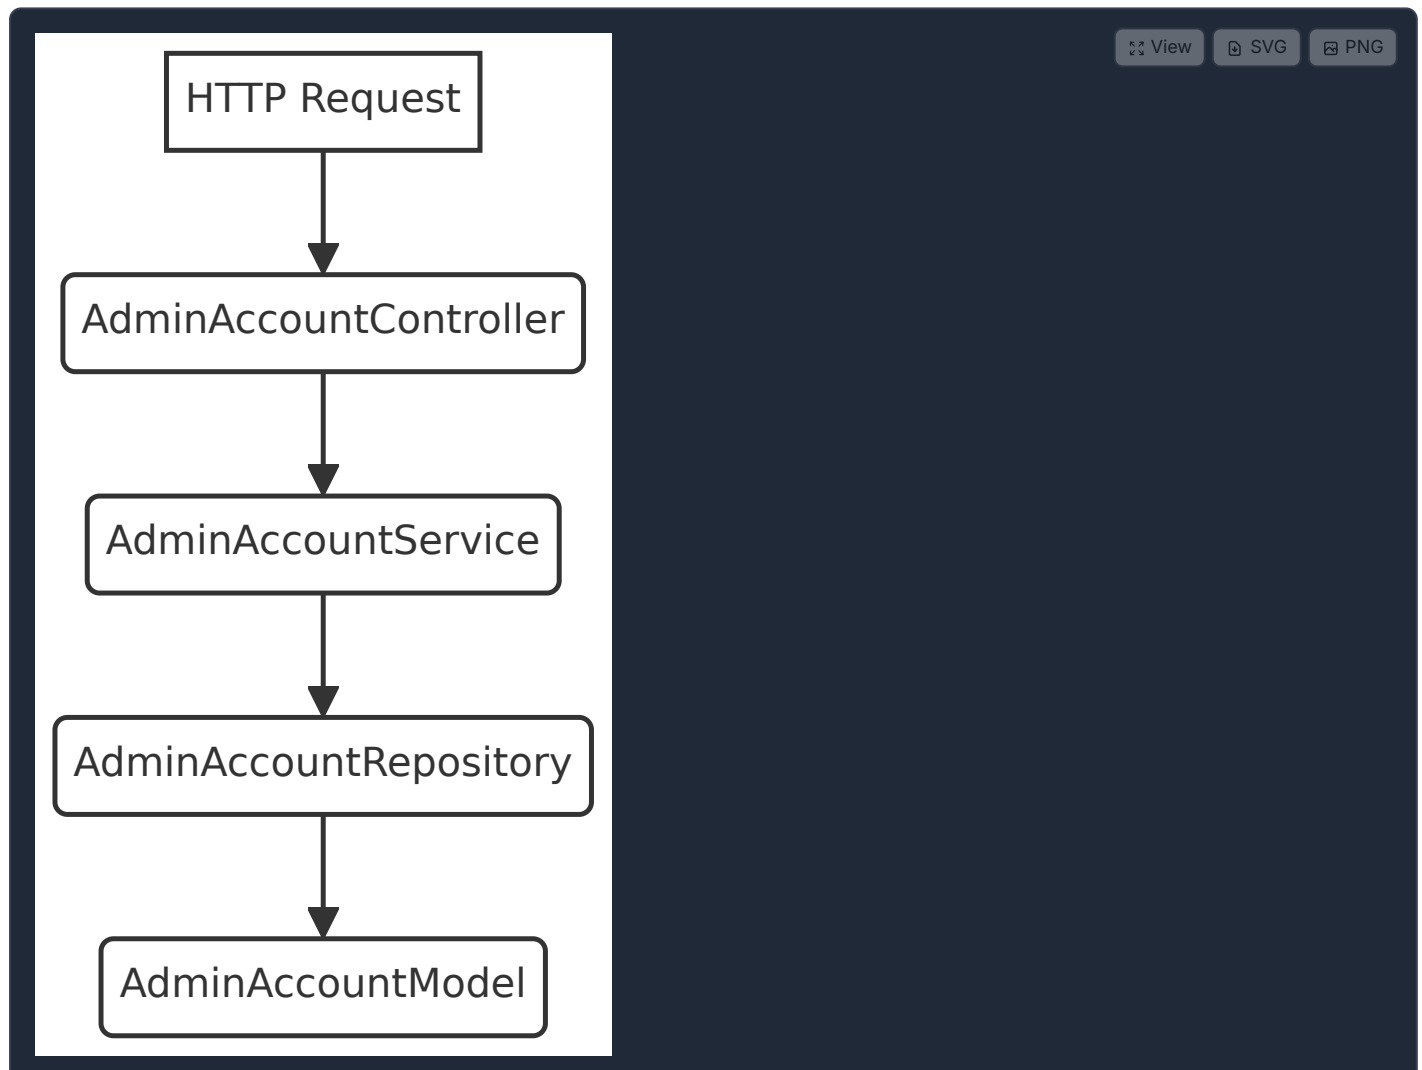 View SVG PNG
HTTP Request
AdminAccountController
AdminAccountService
AdminAccountRepository
AdminAccountModel